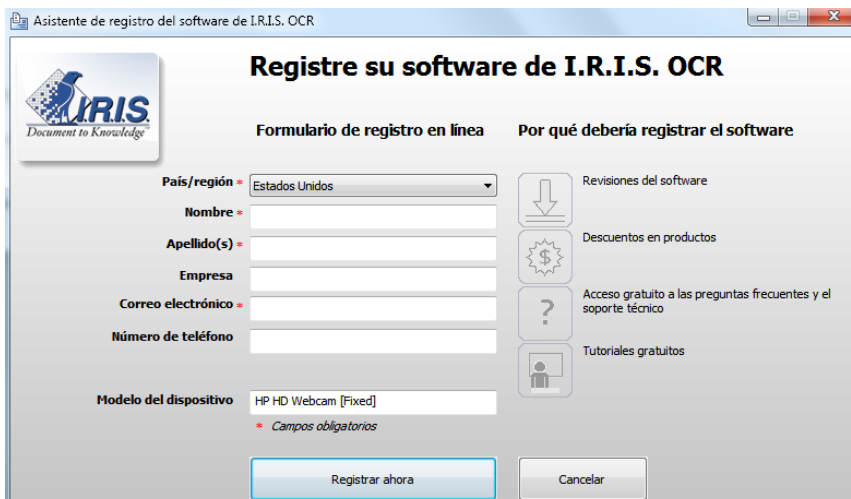 Asistente de registro del software de I.R.I.S. OCR
Registre su software de I.R.I.S. OCR
I.R.I.S.
Document to Knowledge
Formulario de registro en línea
Por qué debería registrar el software
País/región *
Estados Unidos
Nombre *
Apellido(s) *
Empresa
Correo electrónico *
Número de teléfono
Modelo del dispositivo
HP HD Webcam [Fixed]
* Campos obligatorios
Revisiones del software
$
Descuentos en productos
?
Acceso gratuito a las preguntas frecuentes y el
soporte técnico
Tutoriales gratuitos
Registrar ahora
Cancelar